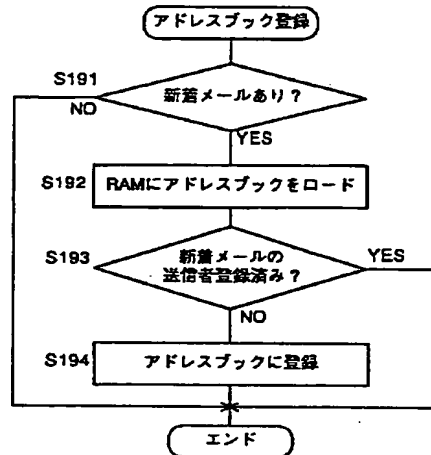 アドレスブック登録
S191
新着メールあり？
NO
YES
S192
RAMにアドレスブックをロード
S193
新着メールの
送信者登録済み？
YES
NO
S194
アドレスブックに登録
エンド